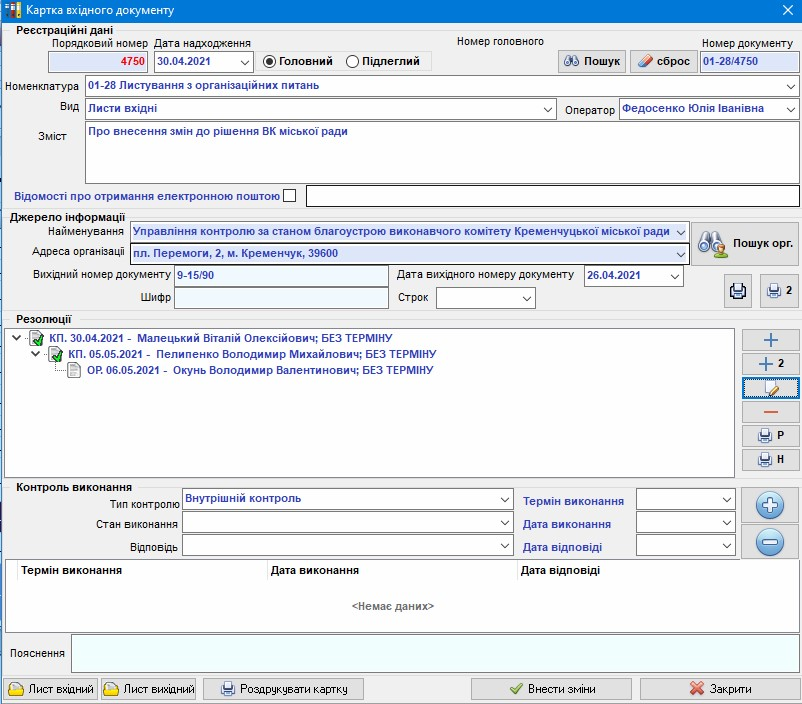 Картка вхідного документу
Реєстраційні дані
Порядковий номер Дата надходження Номер головного Номер документу
4750 30.04.2021 Головний Підлеглий Пошук сброс 01-28/4750
Номенклатура 01-28 Листування з організаційних питань
Вид Листи вхідні Оператор Федосенко Юлія Іванівна
Зміст Про внесення змін до рішення ВК міської ради
Відомості про отримання електронною поштою
Джерело інформації
Найменування Управління контролю за станом благоустрою виконавчого комітету Кременчуцької міської ради
Пошук орг.
Адреса організації пл. Перемоги, 2, м. Кременчук, 39600
Вихідний номер документу 9-15/90 Дата вихідного номеру документу 26.04.2021
2
Шифр Строк
Резолюції
КП. 30.04.2021 - Малецький Віталій Олексійович; БЕЗ ТЕРМІНУ
КП. 05.05.2021 - Пелипенко Володимир Михайлович; БЕЗ ТЕРМІНУ
ОР. 06.05.2021 - Окунь Володимир Валентинович; БЕЗ ТЕРМІНУ
2
Р
Н
Контроль виконання
Тип контролю Внутрішній контроль Термін виконання
Стан виконання Дата виконання
Відповідь Дата відповіді
Термін виконання Дата виконання Дата відповіді
<Немає даних>
Пояснення
Лист вхідний Лист вихідний Роздрукувати картку Внести зміни Закрити